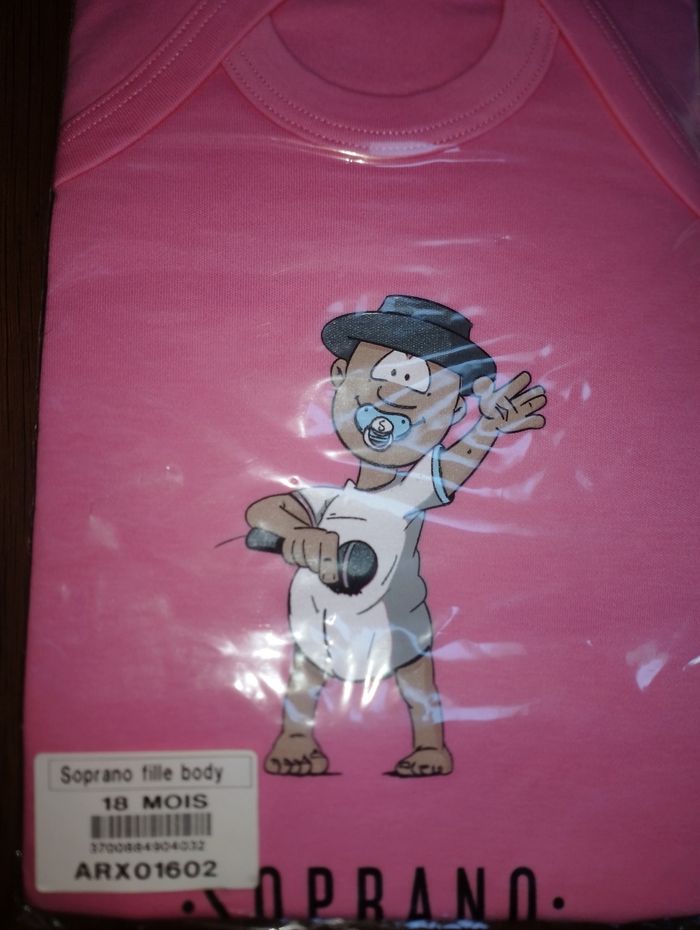 S
Soprano fille body
18 MOIS
3700884904032
ARX01602
• SOPRANO •